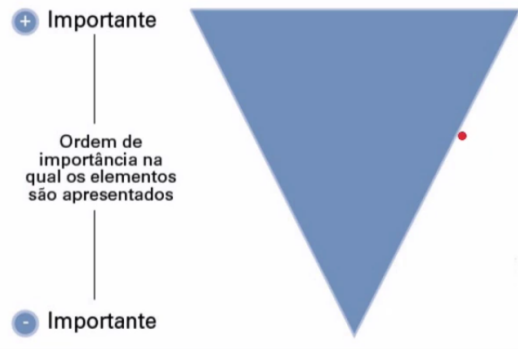 + Importante
Ordem de
importância na
qual os elementos
são apresentados
- Importante